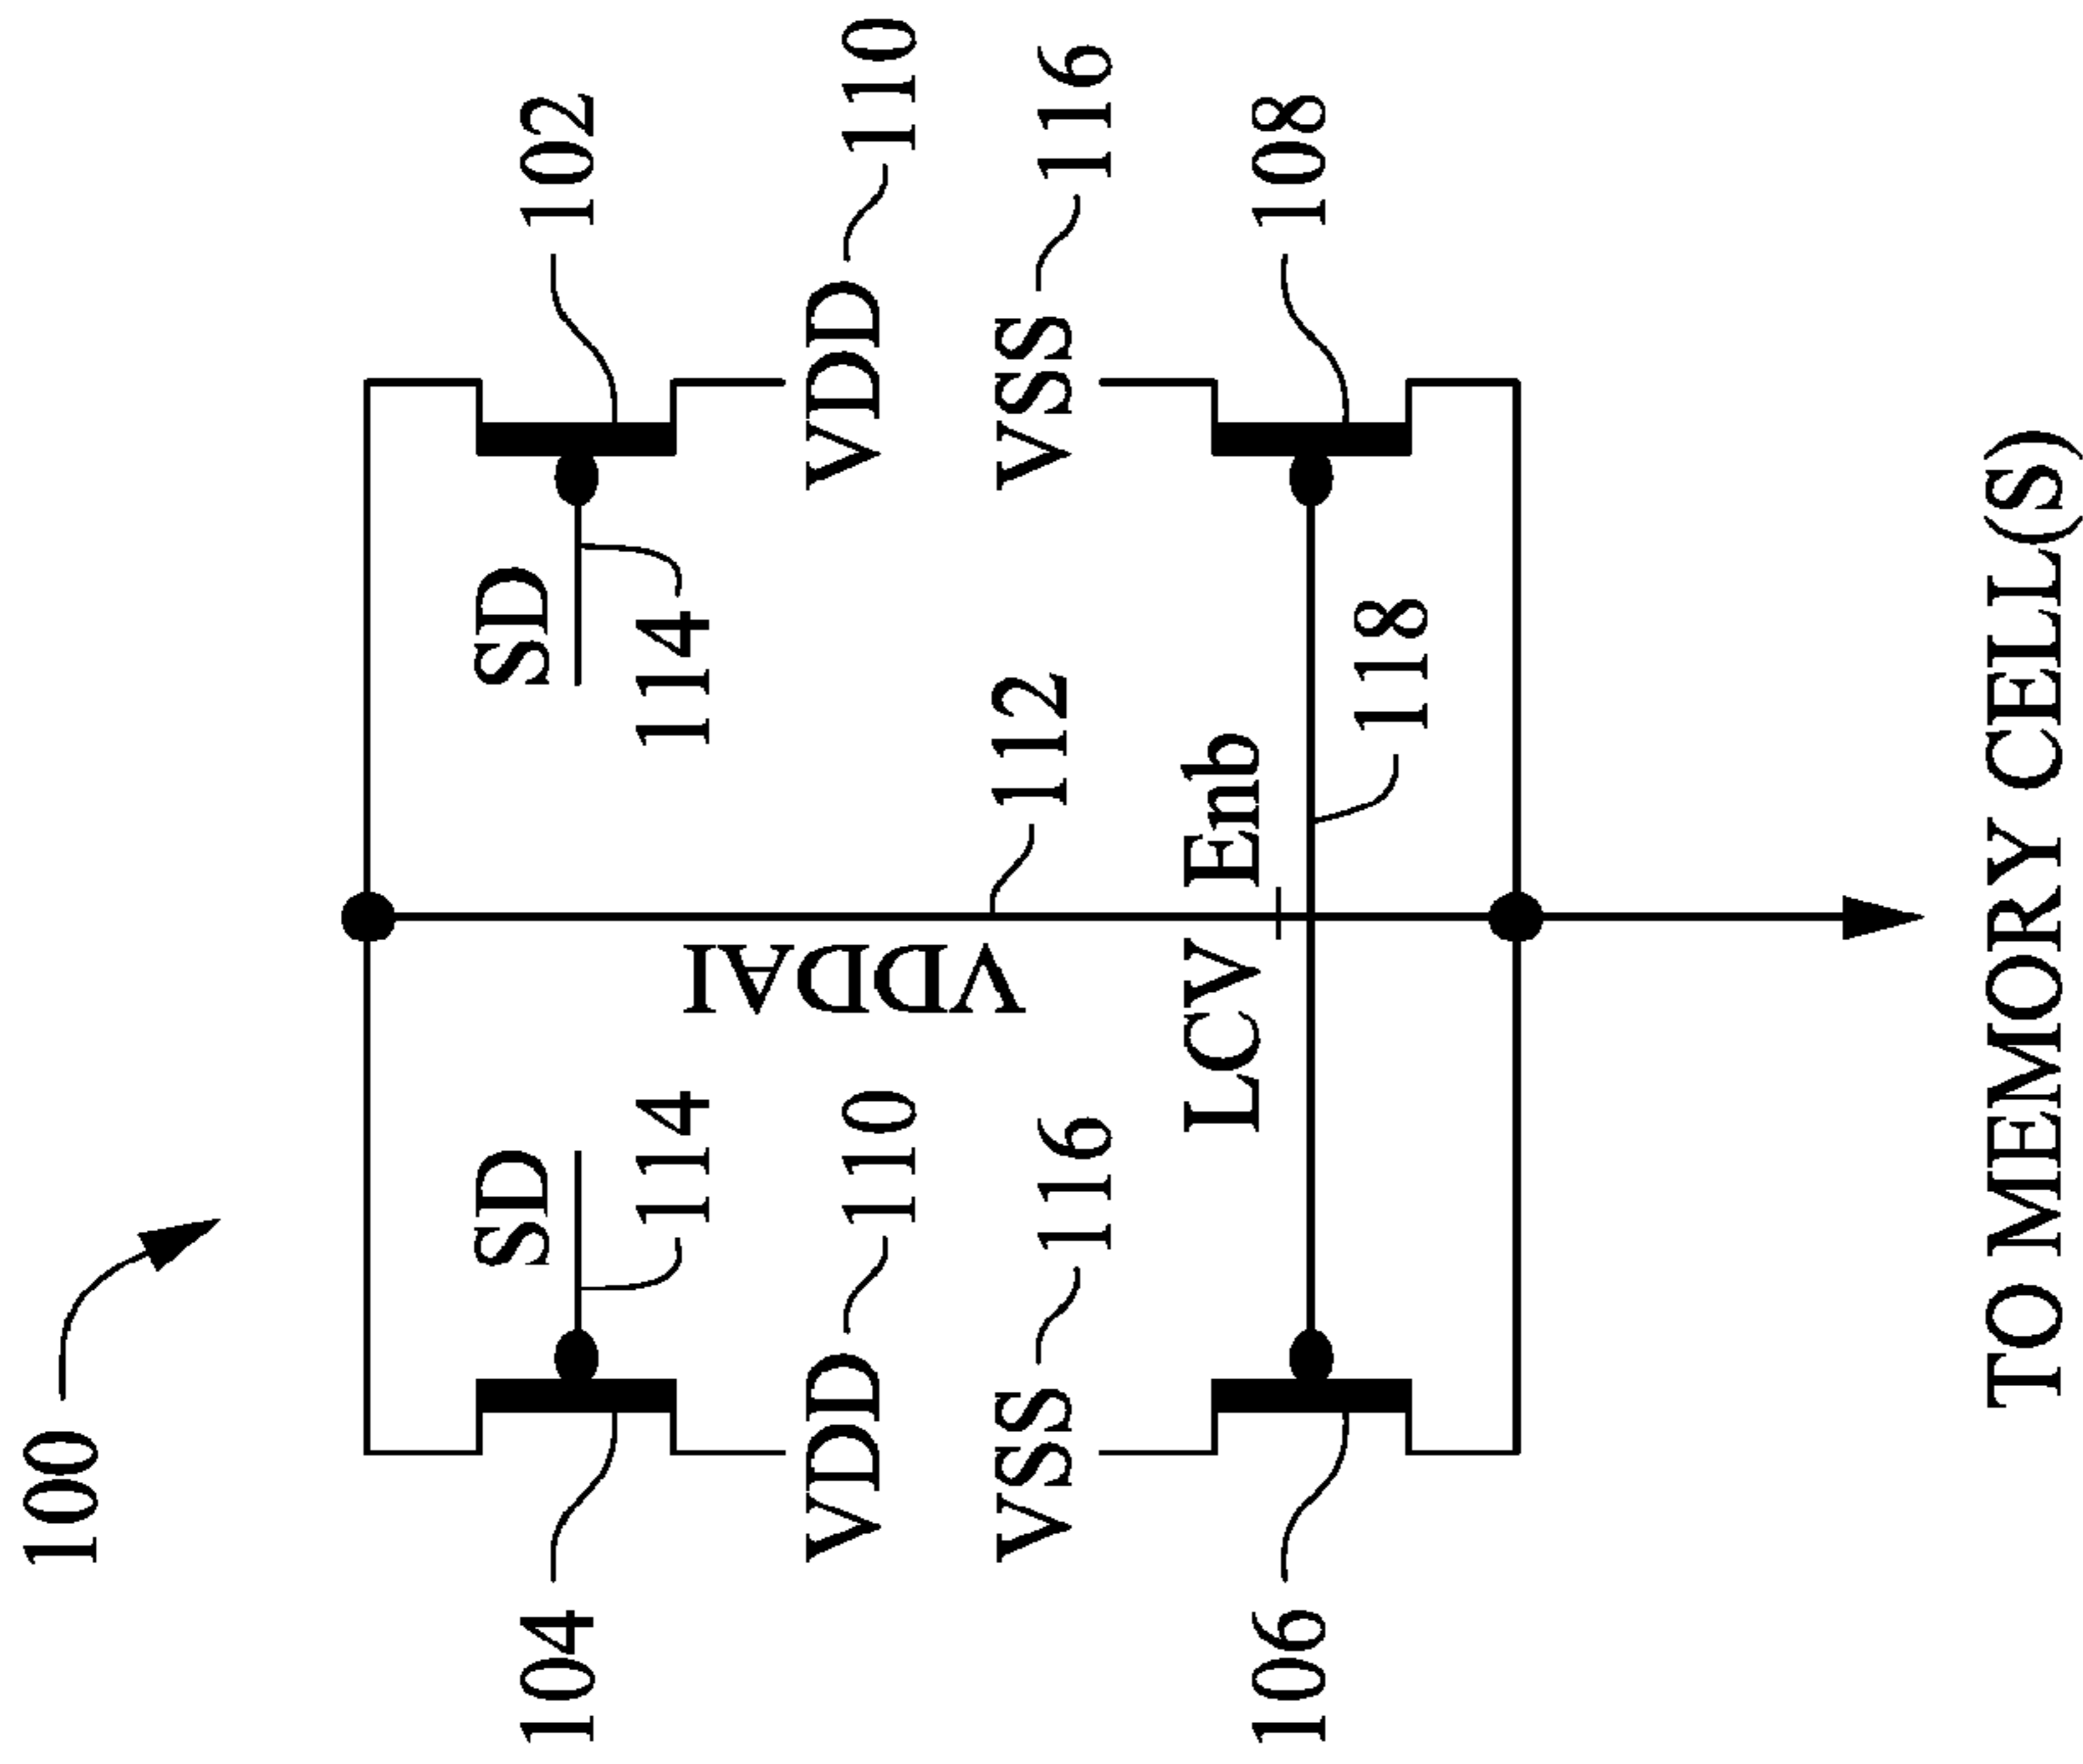 100
SD
SD
104
102
114
114
VDD 110
VDD 110
VDDAI
112
VSS 116
VSS 116
LCV_Enb
106
108
118
TO MEMORY CELL(S)